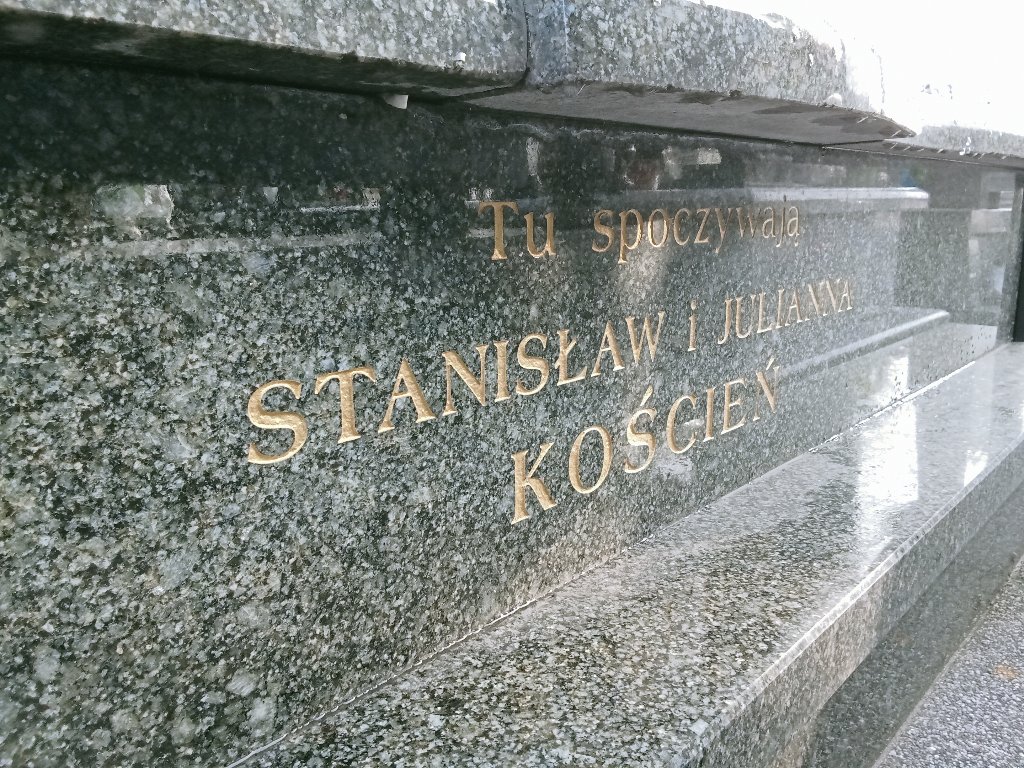 Tu spoczywają
STANISŁAW i JULIANNA
KOŚCIEŃ